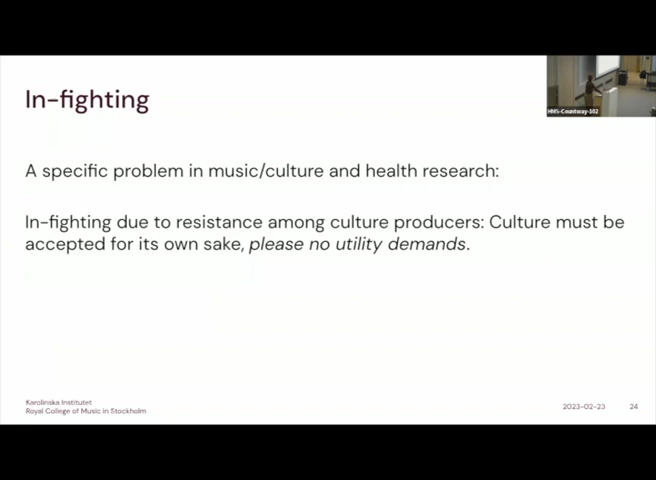 In-fighting
HMS-Countway-102
A specific problem in music/culture and health research:
In-fighting due to resistance among culture producers: Culture must be
accepted for its own sake, please no utility demands.
Karolinska Institutet
Royal College of Music in Stockholm
2023-02-23
24